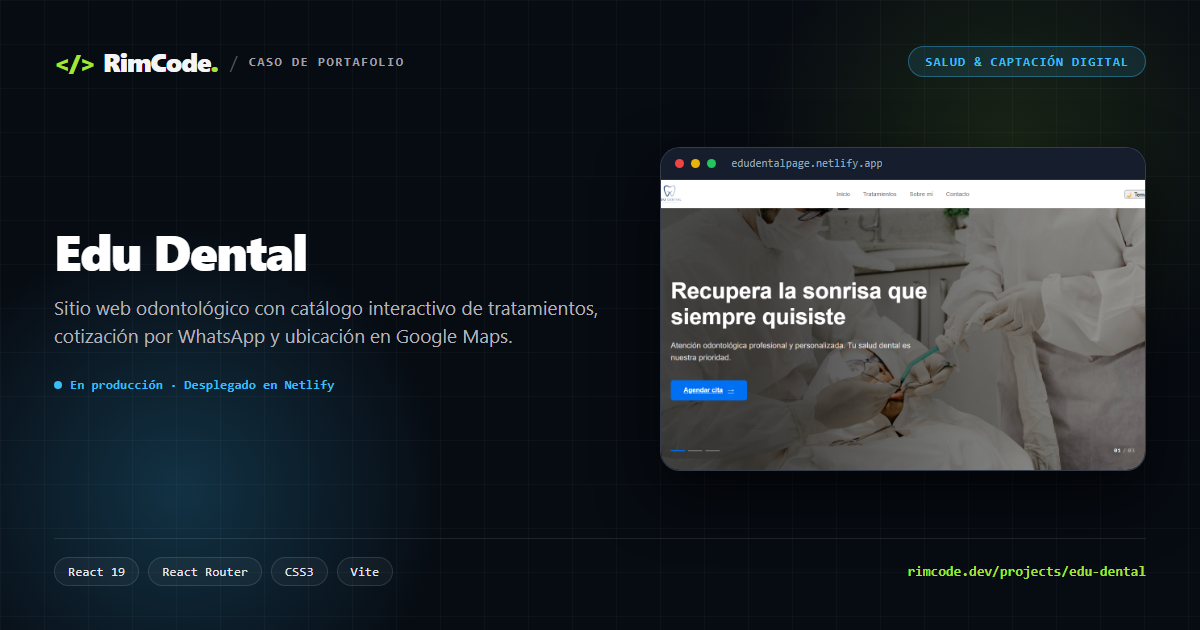 </> RimCode. / CASO DE PORTAFOLIO
SALUD & CAPTACIÓN DIGITAL
edudentalpage.netlify.app
Inicio Tratamientos Sobre mí Contacto
Edu Dental
Sitio web odontológico con catálogo interactivo de tratamientos,
cotización por WhatsApp y ubicación en Google Maps.
En producción · Desplegado en Netlify
Recupera la sonrisa que
siempre quisiste
Atención odontológica profesional y personalizada. Tu salud dental es
nuestra prioridad.
Agendar cita →
01 / 03
React 19
React Router
CSS3
Vite
rimcode.dev/projects/edu-dental